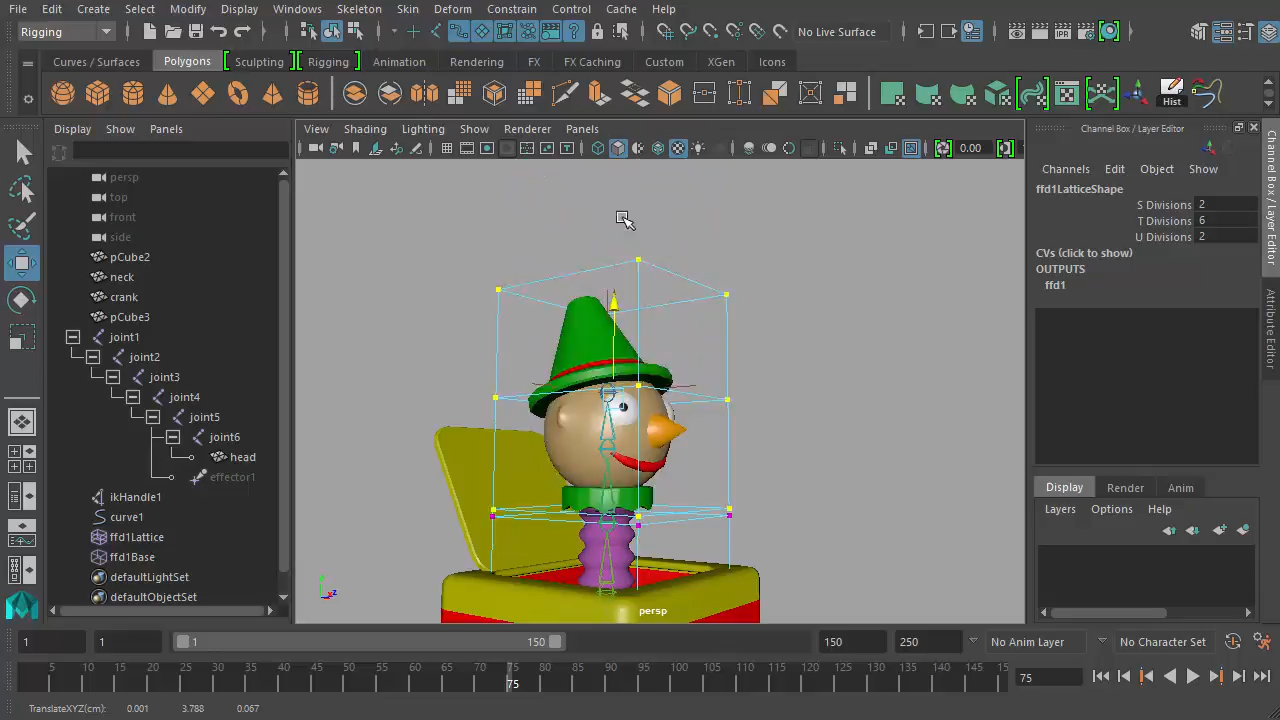 File Edit Create Select Modify Display Windows Skeleton Skin Deform Constrain Control Cache Help
Rigging No Live Surface
Curves / Surfaces Polygons Sculpting Rigging Animation Rendering FX FX Caching Custom XGen Icons
Hist
Display Show Panels
View Shading Lighting Show Renderer Panels
0.00
persp
top
front
side
pCube2
neck
crank
pCube3
joint1
joint2
joint3
joint4
joint5
joint6
head
effector1
ikHandle1
curve1
ffd1Lattice
ffd1Base
defaultLightSet
defaultObjectSet
persp
Channel Box / Layer Editor
Channels Edit Object Show
ffd1LatticeShape
S Divisions 2
T Divisions 6
U Divisions 2
CVs (click to show)
OUTPUTS
ffd1
Display Render Anim
Layers Options Help
Channel Box / Layer Editor
Attribute Editor
1 1 1 150 150 250 No Anim Layer No Character Set
5 10 15 20 25 30 35 40 45 50 55 60 65 70 75 80 85 90 95 100 105 110 115 120 125 130 135 140 145 150
75 75
TranslateXYZ(cm): 0.001 3.788 0.067